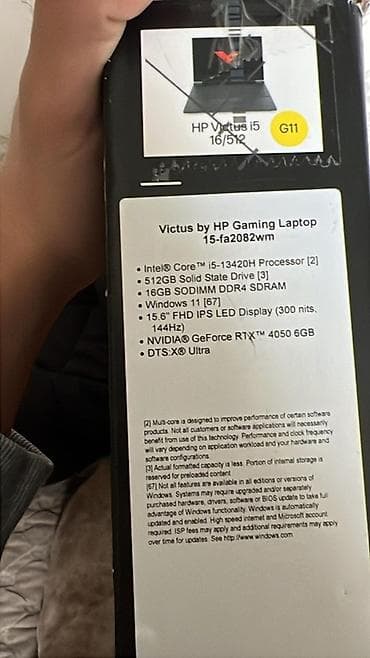 HP Victus i5
16/512
G11
Victus by HP Gaming Laptop
15-fa2082wm
• Intel® Core™ i5-13420H Processor [2]
• 512GB Solid State Drive [3]
• 16GB SODIMM DDR4 SDRAM
• Windows 11 [67]
• 15.6" FHD IPS LED Display (300 nits,
144Hz)
• NVIDIA® GeForce RTX™ 4050 6GB
• DTS:X® Ultra
[2] Multi-core is designed to improve performance of certain software
products. Not all customers or software applications will necessarily
benefit from use of this technology. Performance and clock frequency
will vary depending on application workload and your hardware and
software configurations.
[3] Actual formatted capacity is less. Portion of internal storage is
reserved for preloaded content.
[67] Not all features are available in all editions or versions of
Windows. Systems may require upgraded and/or separately
purchased hardware, drivers, software or BIOS update to take full
advantage of Windows functionality. Windows is automatically
updated and enabled. High speed internet and Microsoft account
required. ISP fees may apply and additional requirements may apply
over time for updates. See http://www.windows.com